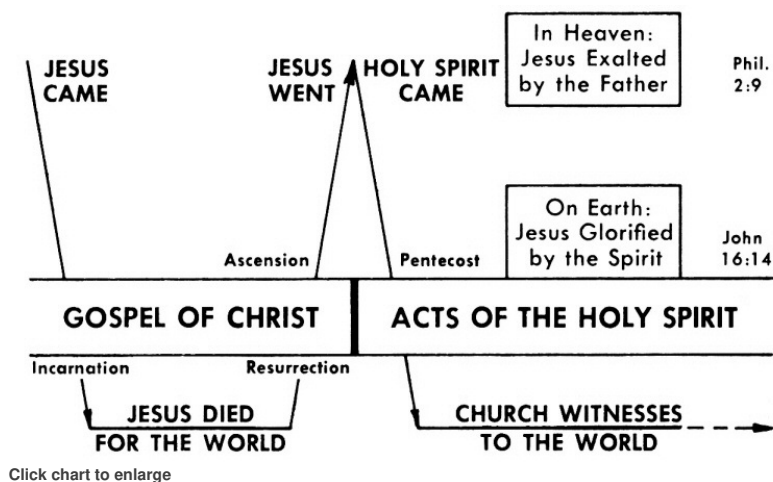 JESUS
CAME
JESUS
WENT
HOLY SPIRIT
CAME
In Heaven:
Jesus Exalted
by the Father
Phil.
2:9
On Earth:
Jesus Glorified
by the Spirit
John
16:14
Ascension
Pentecost
GOSPEL OF CHRIST
ACTS OF THE HOLY SPIRIT
Incarnation
Resurrection
JESUS DIED
FOR THE WORLD
CHURCH WITNESSES
TO THE WORLD
Click chart to enlarge